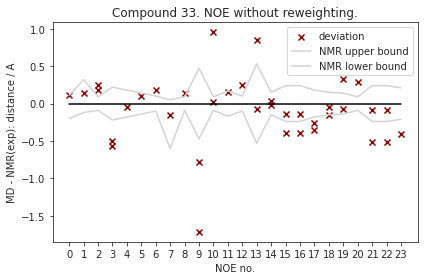 Compound 33. NOE without reweighting.
deviation
NMR upper bound
NMR lower bound
MD - NMR(exp): distance / A
1.0
0.5
0.0
−0.5
−1.0
−1.5
0 1 2 3 4 5 6 7 8 9 10 11 12 13 14 15 16 17 18 19 20 21 22 23
NOE no.